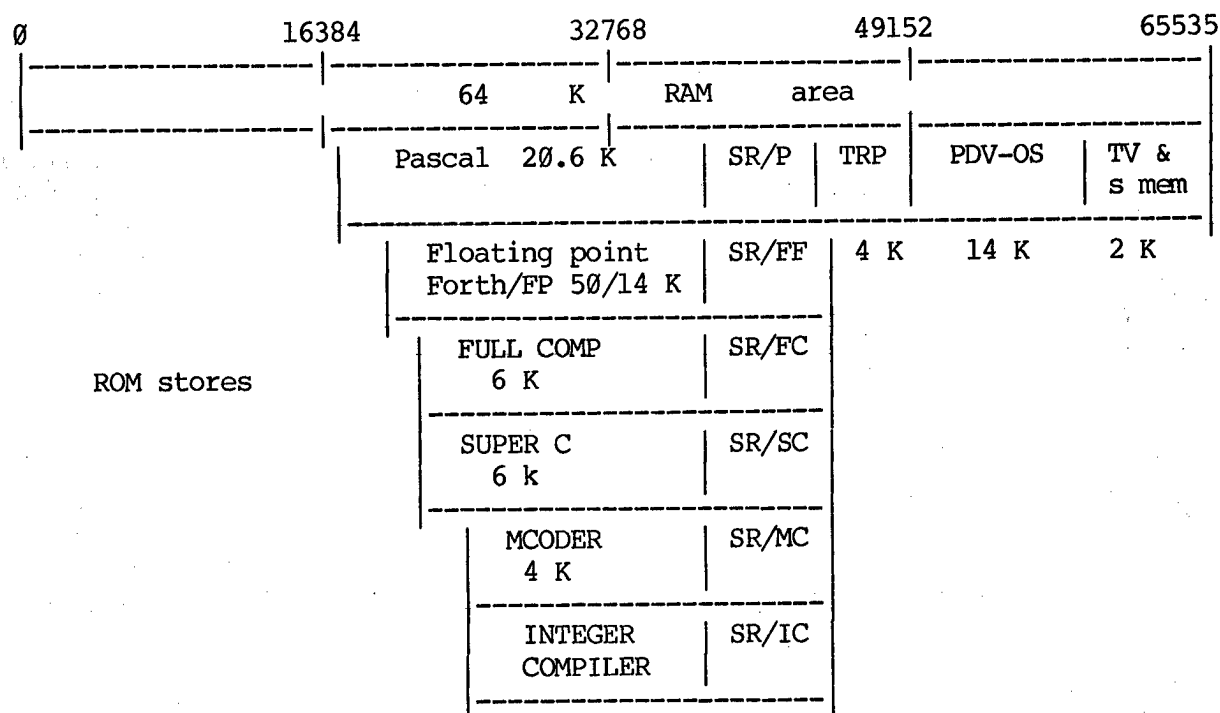 Ø 16384 32768 49152 65535
64 K RAM area
Pascal 2Ø.6 K SR/P TRP PDV-OS TV &
s mem
Floating point SR/FF 4 K 14 K 2 K
Forth/FP 5Ø/14 K
FULL COMP SR/FC
6 K
ROM stores
SUPER C SR/SC
6 k
MCODER SR/MC
4 K
INTEGER SR/IC
COMPILER